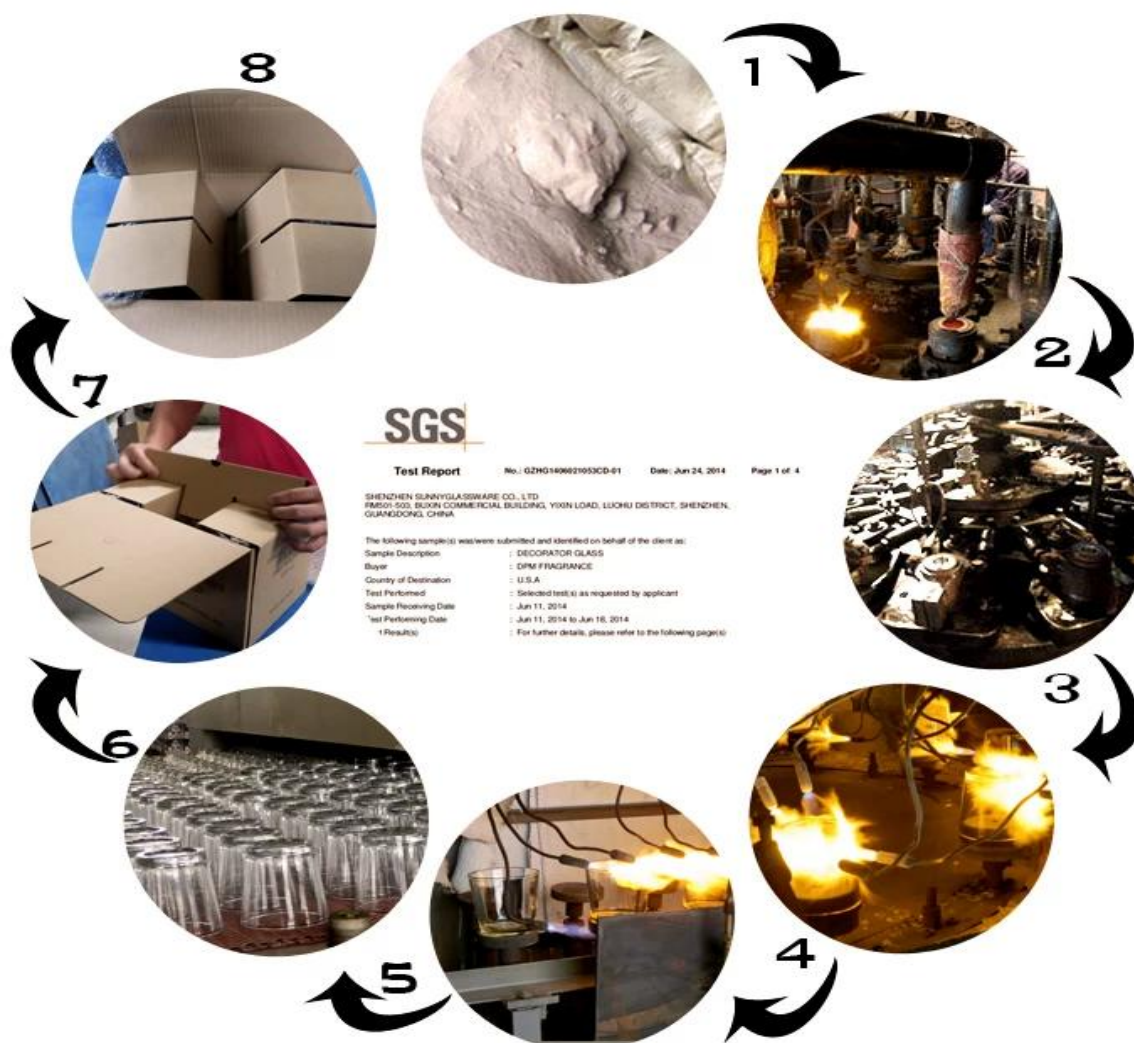 8
1
2
7
SGS
Test Report No.: GZHG1406021053CD-01 Date: Jun 24, 2014 Page 1 of 4
SHENZHEN SUNNYGLASSWARE CO., LTD
RM501-503, BUXIN COMMERCIAL BUILDING, YIXIN LOAD, LUOHU DISTRICT, SHENZHEN,
GUANGDONG, CHINA
The following sample(s) was/were submitted and identified on behalf of the client as:
Sample Description : DECORATOR GLASS
Buyer : DPM FRAGRANCE
Country of Destination : U.S.A
Test Performed : Selected test(s) as requested by applicant
Sample Receiving Date : Jun 11, 2014
Test Performing Date : Jun 11, 2014 to Jun 18, 2014
t Result(s) : For further details, please refer to the following page(s)
3
6
4
5